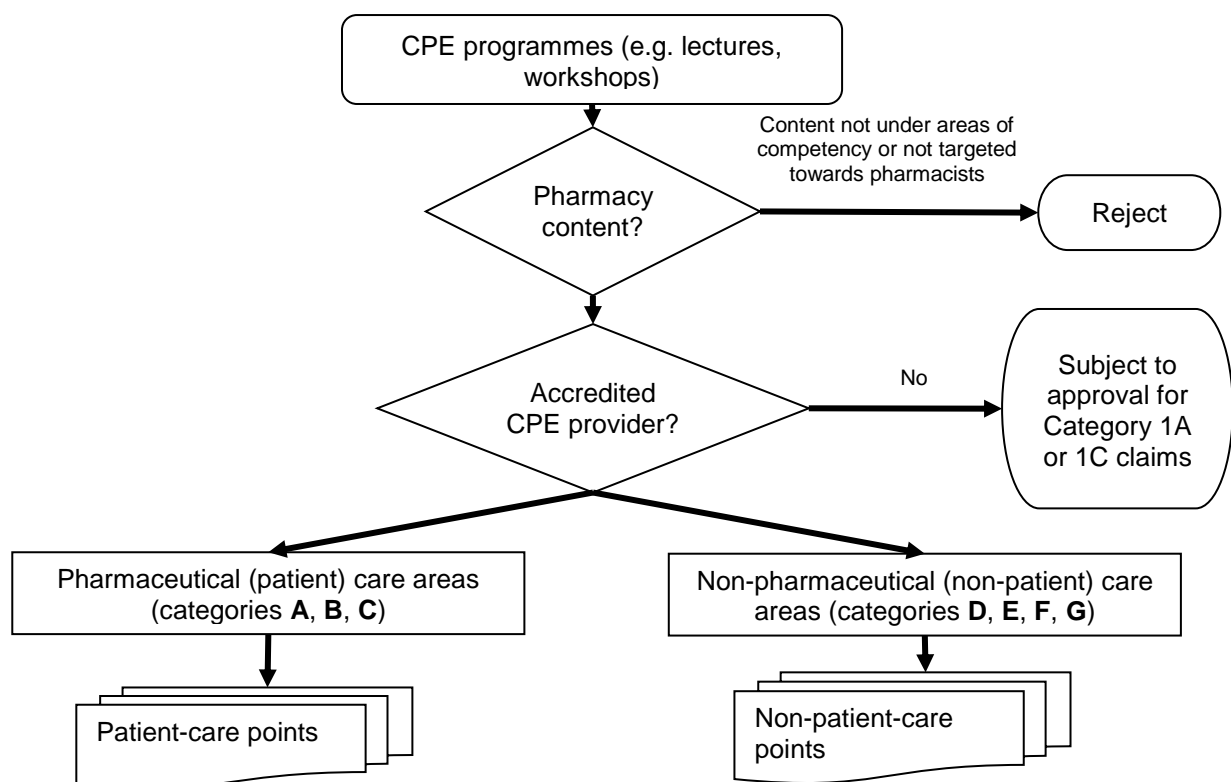 CPE programmes (e.g. lectures,
workshops)
Content not under areas of
competency or not targeted
towards pharmacists
Pharmacy
content?
Reject
Accredited
CPE provider?
No
Subject to
approval for
Category 1A
or 1C claims
Pharmaceutical (patient) care areas
(categories A, B, C)
Non-pharmaceutical (non-patient) care
areas (categories D, E, F, G)
Patient-care points
Non-patient-care
points